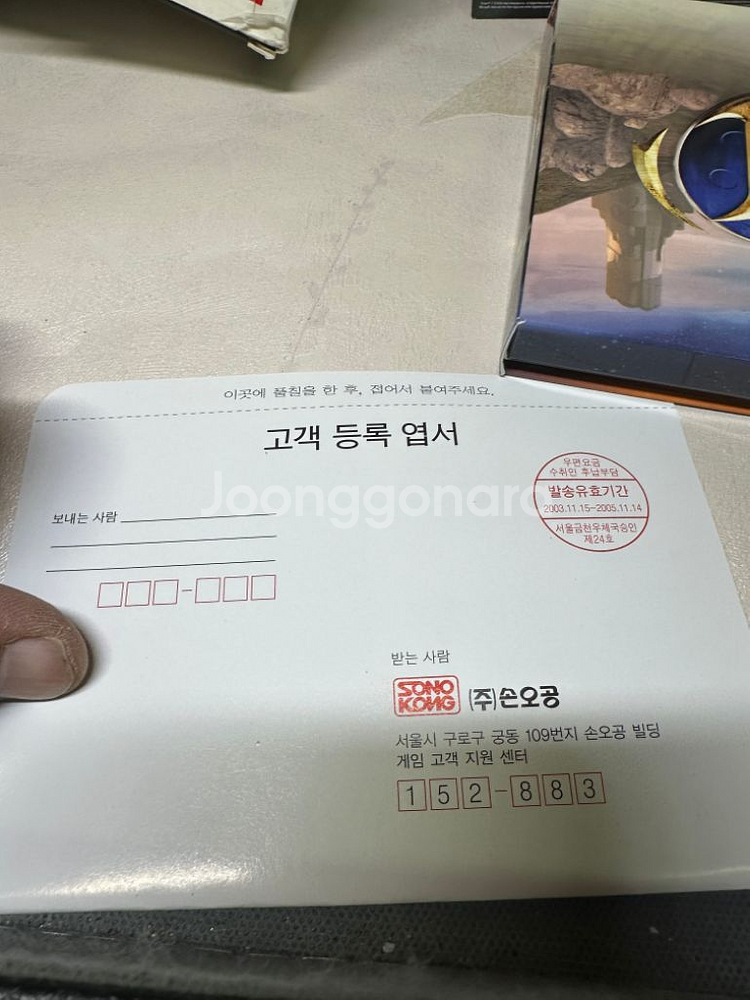 이곳에 풀칠을 한 후, 접어서 붙여주세요.
고객 등록 엽서
우편요금
수취인 후납부담
발송유효기간
2003.11.15-2005.11.14
서울금천우체국승인
제24호
보내는 사람
Joonggonara
받는 사람
SONO KONG (주)손오공
서울시 구로구 궁동 109번지 손오공 빌딩
게임 고객 지원 센터
152-883